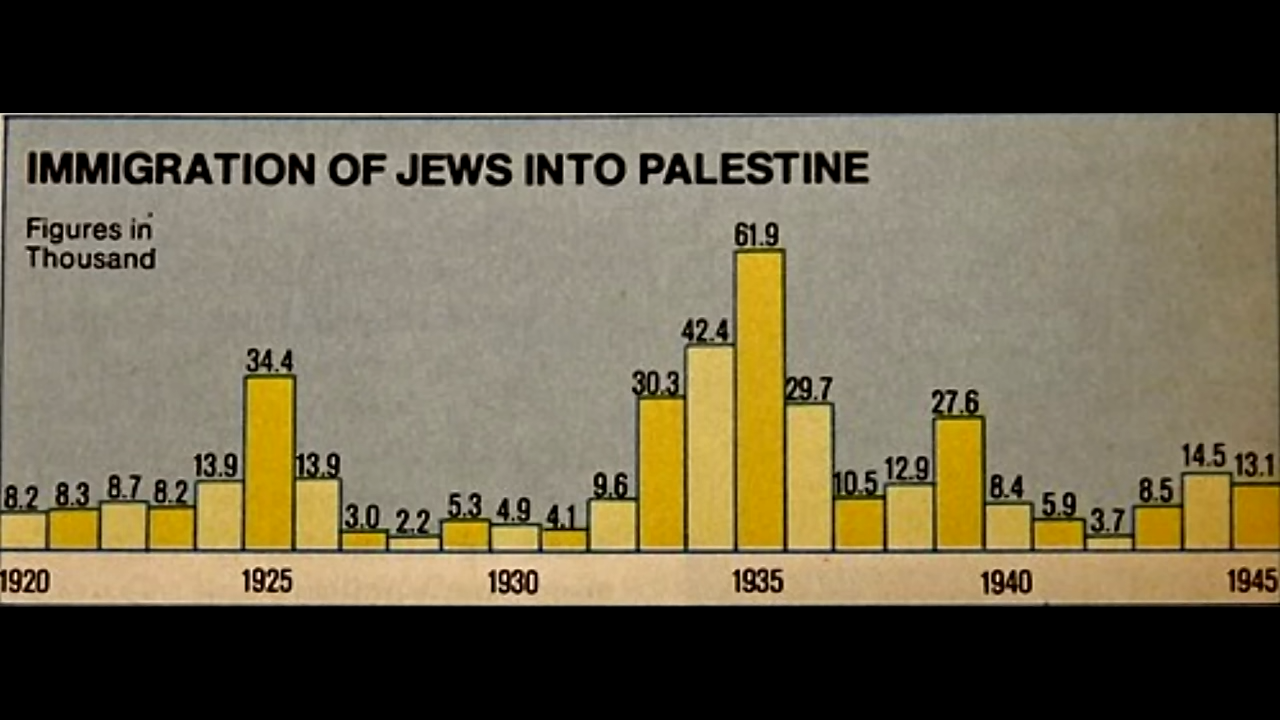 IMMIGRATION OF JEWS INTO PALESTINE
Figures in
Thousand
8.2 8.3 8.7 8.2 13.9 34.4 13.9 3.0 2.2 5.3 4.9 4.1 9.6 30.3 42.4 61.9 29.7 10.5 12.9 27.6 8.4 5.9 3.7 8.5 14.5 13.1
1920 1925 1930 1935 1940 1945